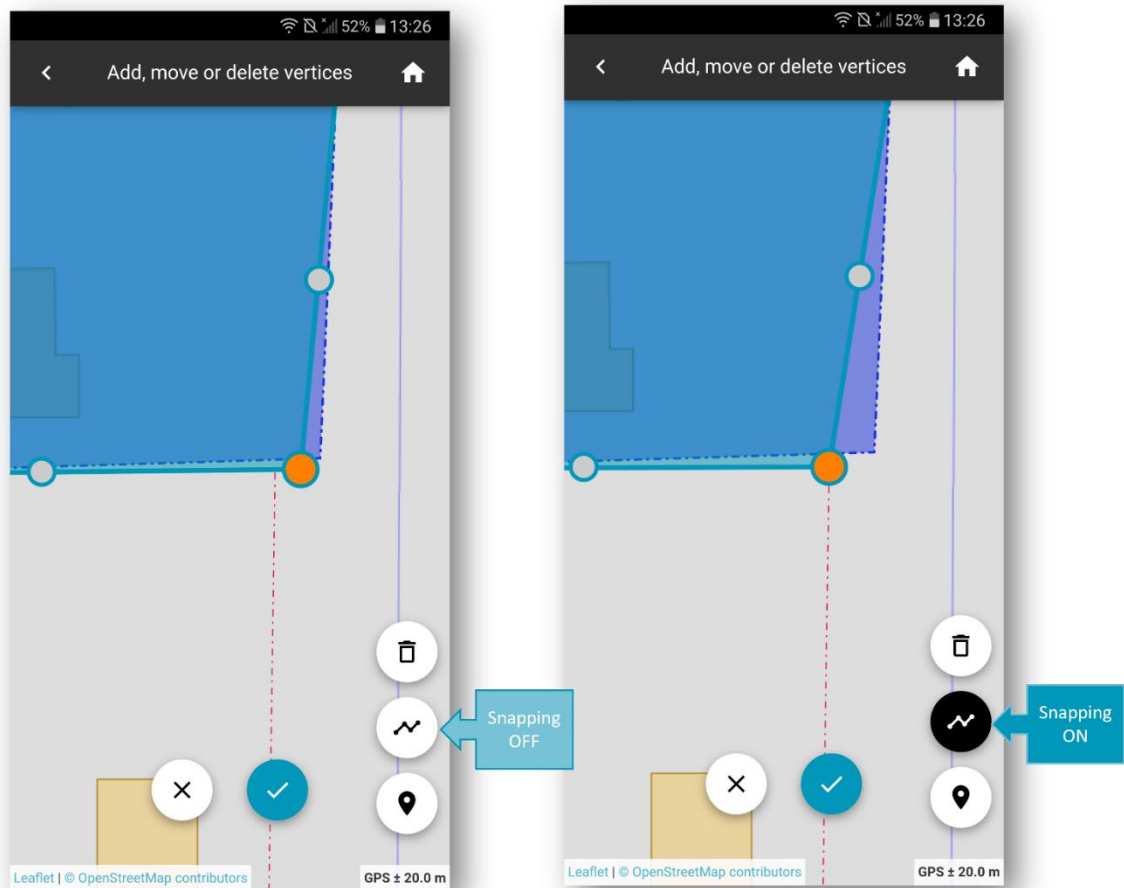 52% 13:26
Add, move or delete vertices
Snapping
OFF
Leaflet | © OpenStreetMap contributors
GPS ± 20.0 m
52% 13:26
Add, move or delete vertices
Snapping
ON
Leaflet | © OpenStreetMap contributors
GPS ± 20.0 m